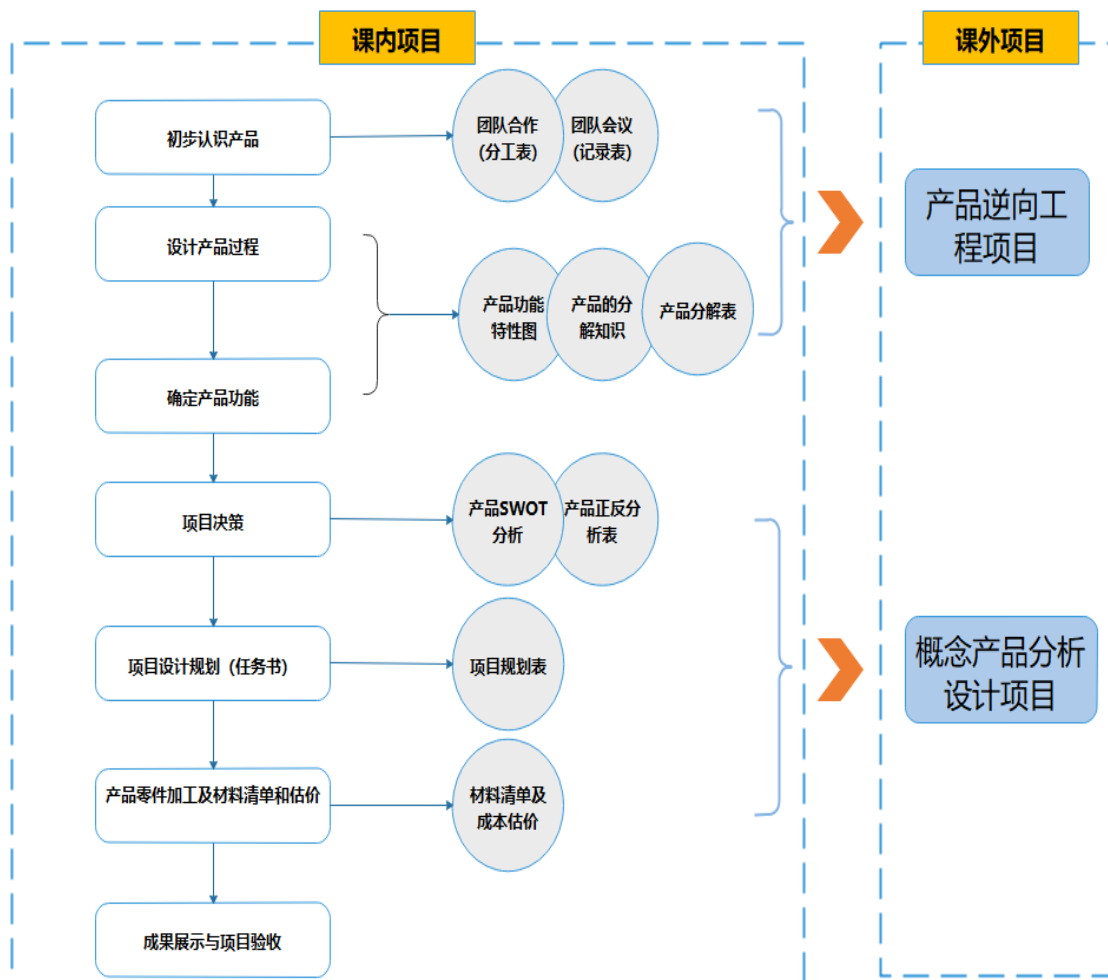 课内项目
课外项目
初步认识产品
团队合作
(分工表)
团队会议
(记录表)
设计产品过程
产品功能
特性图
产品的分
解知识
产品分解表
确定产品功能
产品逆向工
程项目
项目决策
产品SWOT
分析
产品正反分
析表
项目设计规划（任务书）
项目规划表
产品零件加工及材料清单和估价
材料清单及
成本估价
概念产品分析
设计项目
成果展示与项目验收